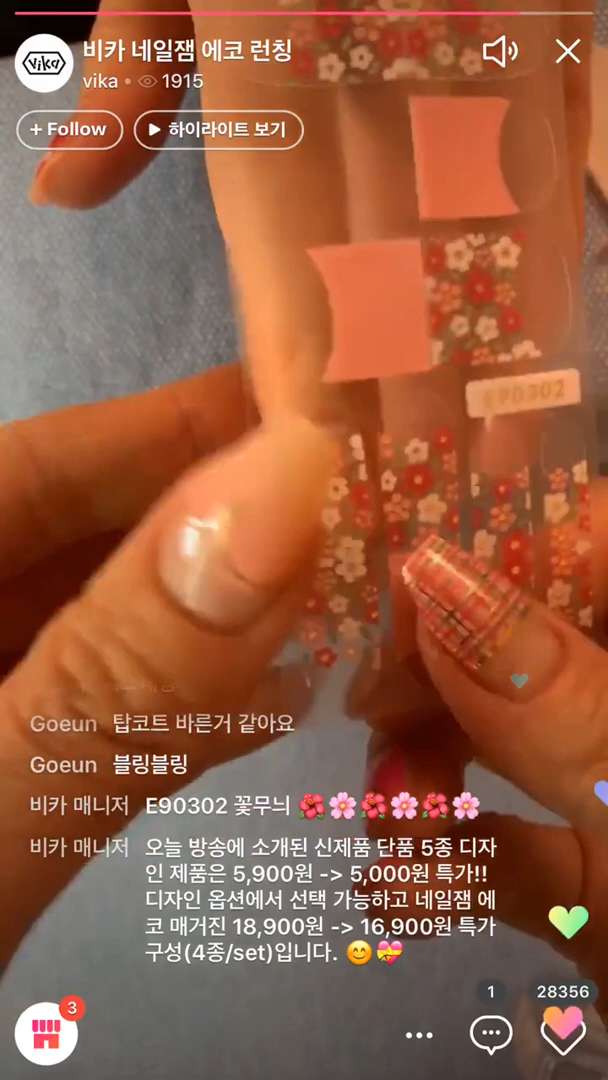 비카 네일잼 에코 런칭
vika
vika • 1915
+ Follow
하이라이트 보기
E90302
Goeun 탑코트 바른거 같아요
Goeun 블링블링
비카 매니저 E90302 꽃무늬 🌺🌸🌺🌸🌺🌸
비카 매니저 오늘 방송에 소개된 신제품 단품 5종 디자
인 제품은 5,900원 -> 5,000원 특가!!
디자인 옵션에서 선택 가능하고 네일잼 에
코 매거진 18,900원 -> 16,900원 특가
구성(4종/set)입니다. 😊💝
3
1
28356